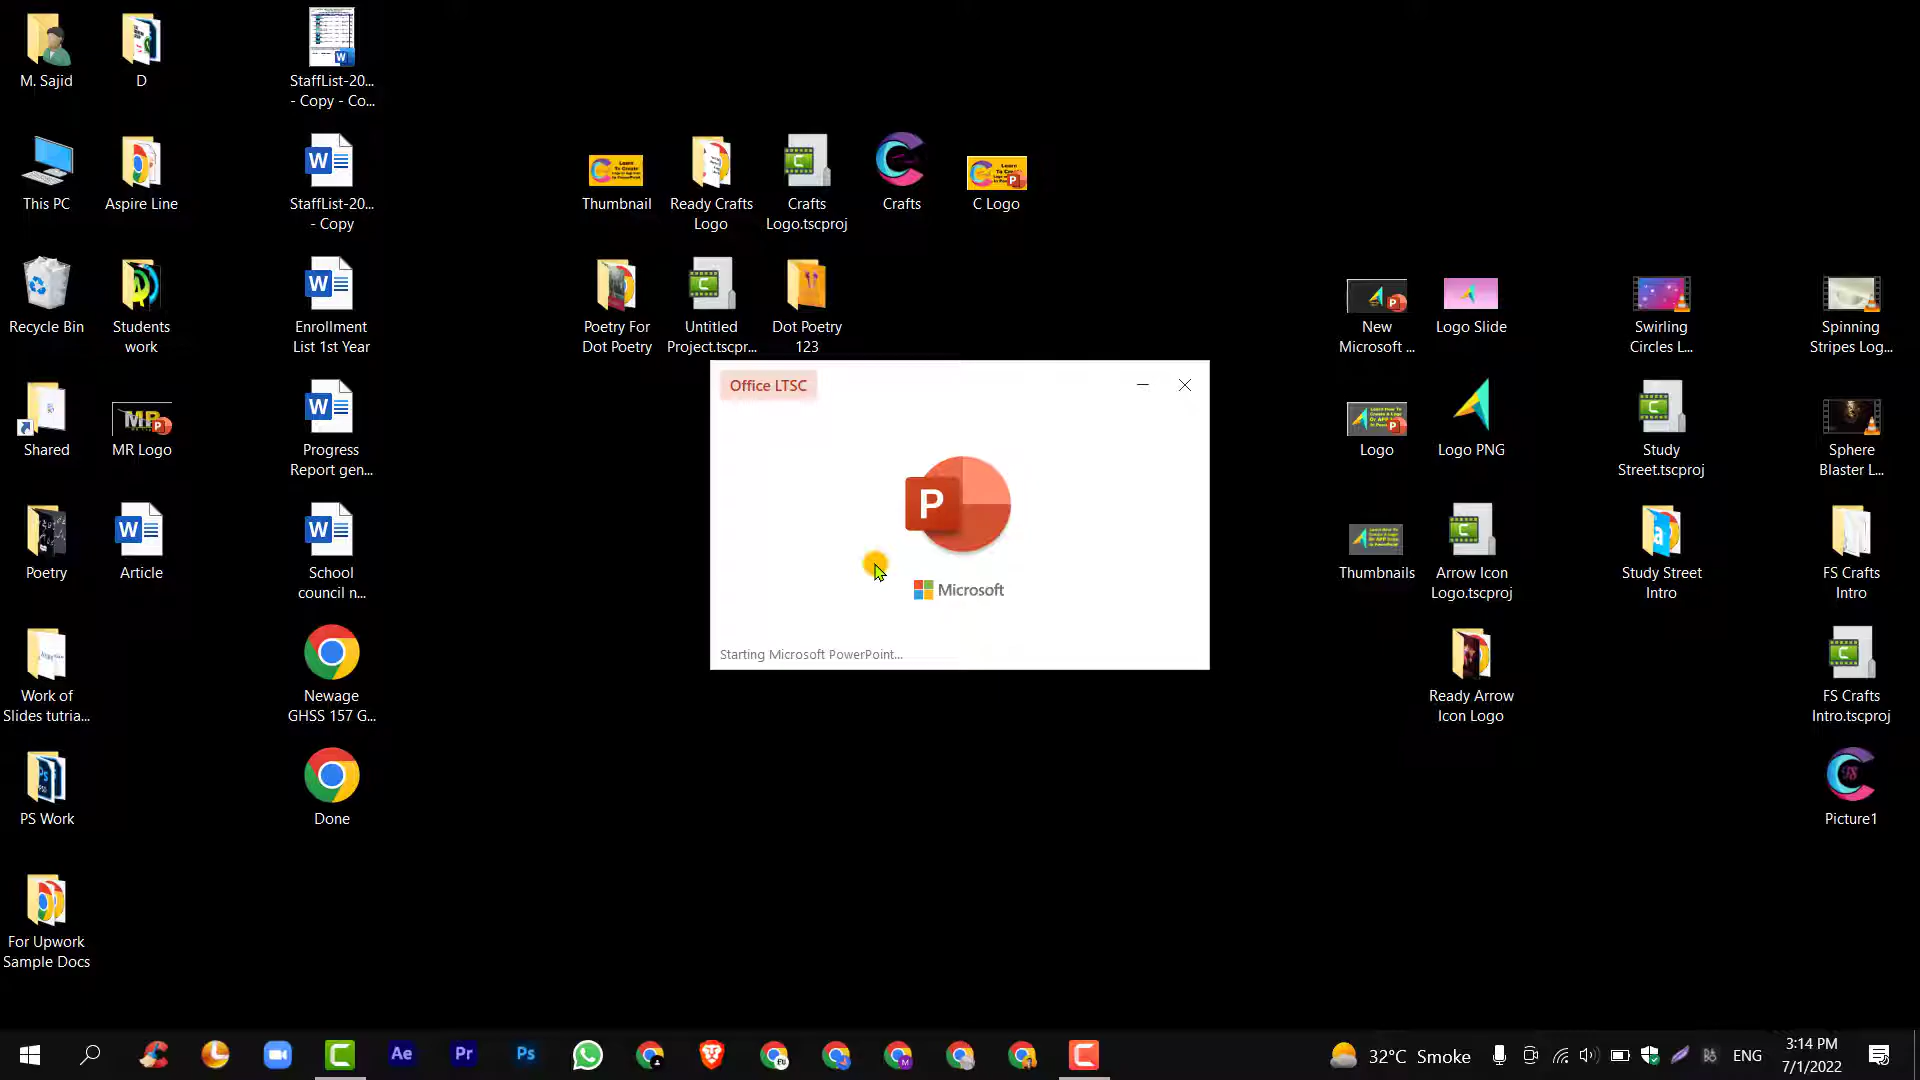 M. Sajid
D
StaffList-20...
- Copy - Co...
This PC
Aspire Line
StaffList-20...
- Copy
Thumbnail
Ready Crafts
Logo
Crafts
Logo.tscproj
Crafts
C Logo
Recycle Bin
Students
work
Enrollment
List 1st Year
Poetry For
Dot Poetry
Untitled
Project.tscpr...
Dot Poetry
123
New
Microsoft ...
Logo Slide
Swirling
Circles L...
Spinning
Stripes Log...
Office LTSC
P
Microsoft
Starting Microsoft PowerPoint...
Shared
MR Logo
Progress
Report gen...
Logo
Logo PNG
Study
Street.tscproj
Sphere
Blaster L...
Poetry
Article
School
council n...
Thumbnails
Arrow Icon
Logo.tscproj
Study Street
Intro
FS Crafts
Intro
Work of
Slides tutria...
Newage
GHSS 157 G...
Ready Arrow
Icon Logo
FS Crafts
Intro.tscproj
PS Work
Done
Picture1
For Upwork
Sample Docs
Ae
Pr
Ps
32°C Smoke
ENG
3:14 PM
7/1/2022